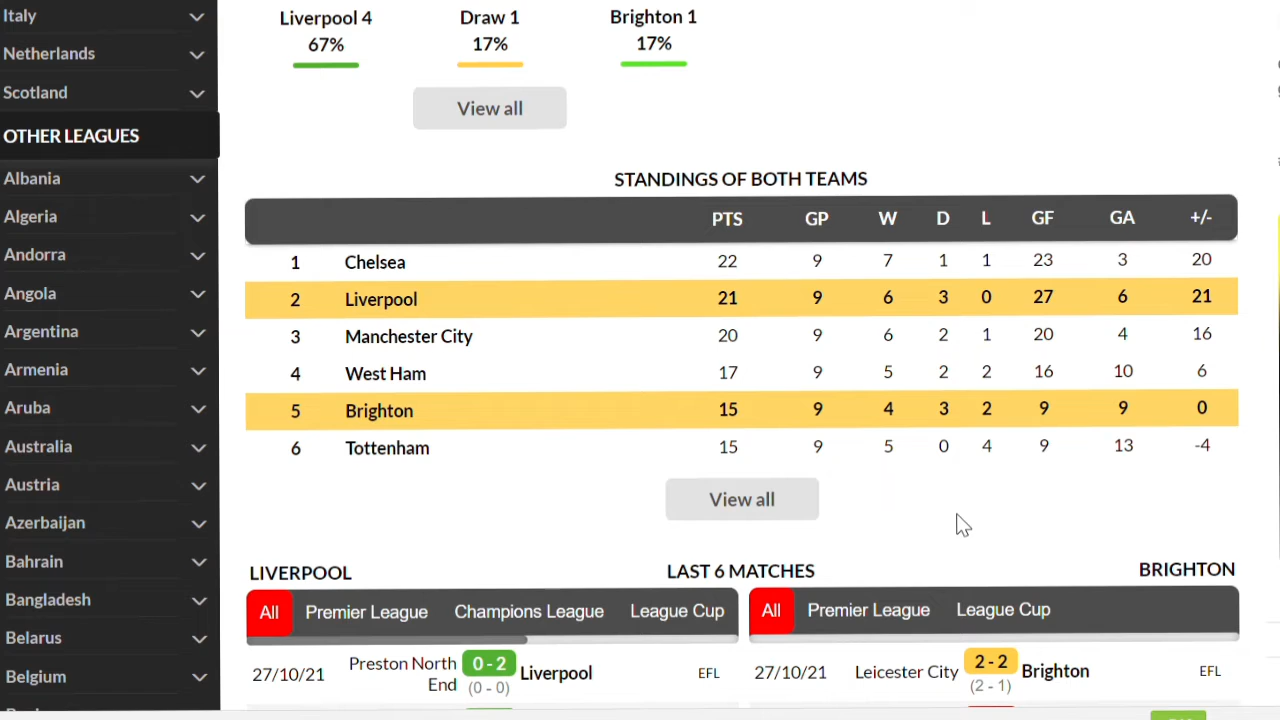 Italy
Netherlands
Scotland
OTHER LEAGUES
Albania
Algeria
Andorra
Angola
Argentina
Armenia
Aruba
Australia
Austria
Azerbaijan
Bahrain
Bangladesh
Belarus
Belgium
Liverpool 4 Draw 1 Brighton 1
67% 17% 17%
View all
STANDINGS OF BOTH TEAMS
PTS GP W D L GF GA +/-
1 Chelsea 22 9 7 1 1 23 3 20
2 Liverpool 21 9 6 3 0 27 6 21
3 Manchester City 20 9 6 2 1 20 4 16
4 West Ham 17 9 5 2 2 16 10 6
5 Brighton 15 9 4 3 2 9 9 0
6 Tottenham 15 9 5 0 4 9 13 -4
View all
LIVERPOOL LAST 6 MATCHES BRIGHTON
All Premier League Champions League League Cup
27/10/21 Preston North End 0 - 2 (0 - 0) Liverpool EFL
All Premier League League Cup
27/10/21 Leicester City 2 - 2 (2 - 1) Brighton EFL